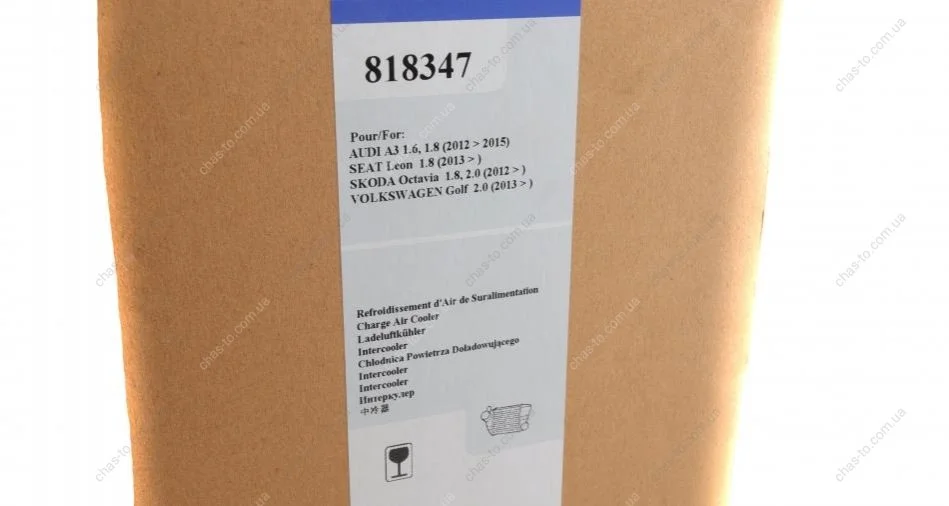 818347
Pour/For:
AUDI A3 1.6, 1.8 (2012 > 2015)
SEAT Leon 1.8 (2013 > )
SKODA Octavia 1.8, 2.0 (2012 > )
VOLKSWAGEN Golf 2.0 (2013 > )
Refroidissement d'Air de Suralimentation
Charge Air Cooler
Ladeluftkühler
Intercooler
Chłodnica Powietrza Doładowującego
Intercooler
Intercooler
Интеркулер
中冷器
chas-to.com.ua